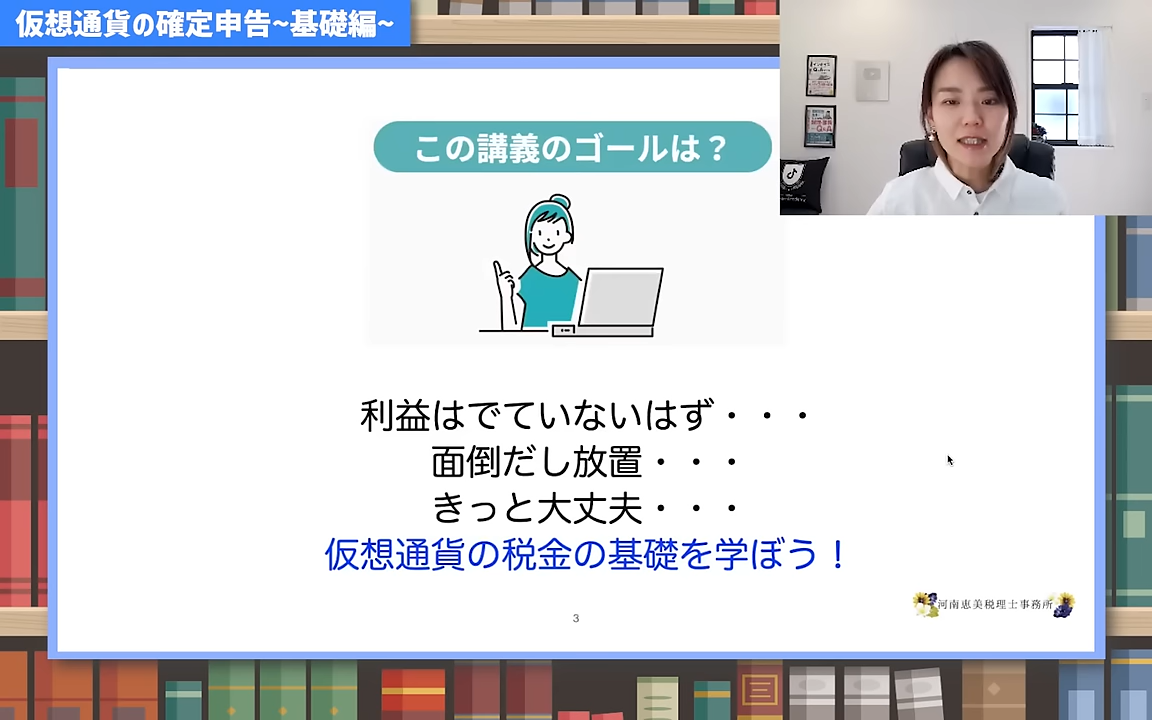 仮想通貨の確定申告~基礎編~
この講義のゴールは？
利益はでていないはず・・・
面倒だし放置・・・
きっと大丈夫・・・
仮想通貨の税金の基礎を学ぼう！
河南恵美税理士事務所
3